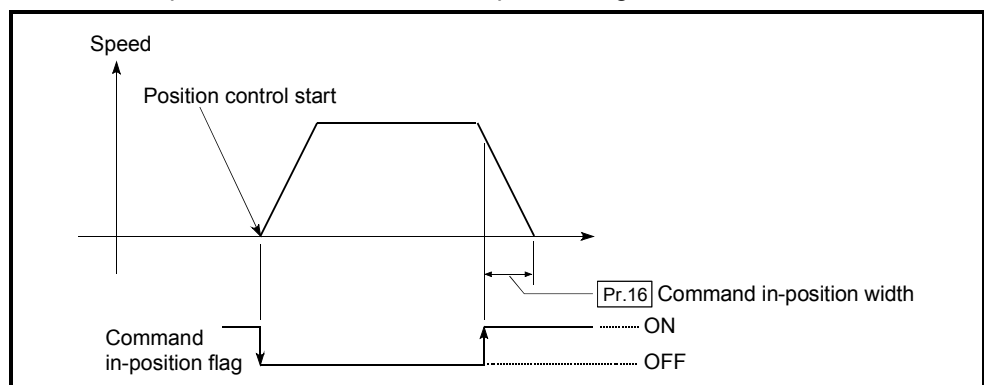 Speed
Position control start
Pr.16 Command in-position width
ON
Command
in-position flag
OFF